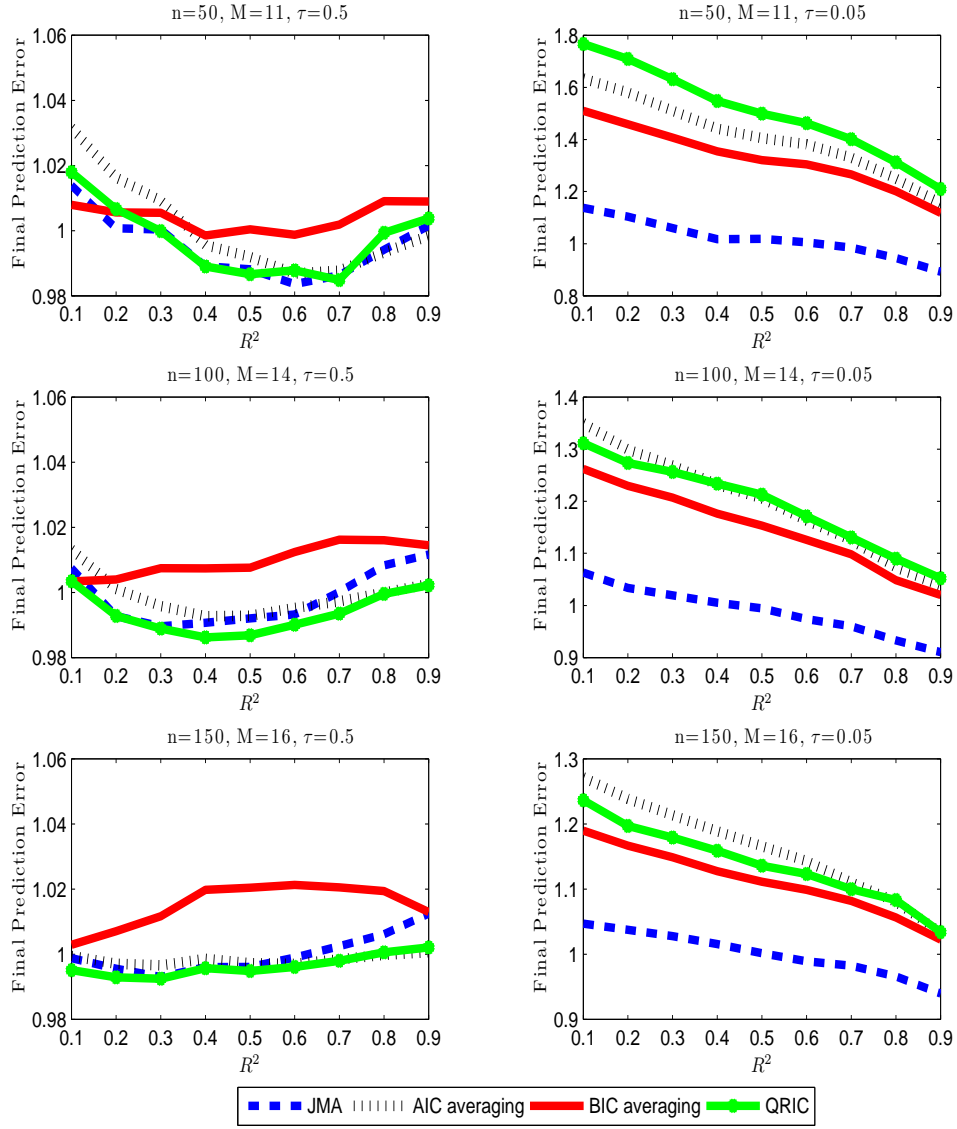 n=50, M=11, τ=0.5
Final Prediction Error
1.06
1.04
1.02
1
0.98
0.1 0.2 0.3 0.4 0.5 0.6 0.7 0.8 0.9
R²
n=50, M=11, τ=0.05
Final Prediction Error
1.8
1.6
1.4
1.2
1
0.8
0.1 0.2 0.3 0.4 0.5 0.6 0.7 0.8 0.9
R²
n=100, M=14, τ=0.5
Final Prediction Error
1.06
1.04
1.02
1
0.98
0.1 0.2 0.3 0.4 0.5 0.6 0.7 0.8 0.9
R²
n=100, M=14, τ=0.05
Final Prediction Error
1.4
1.3
1.2
1.1
1
0.9
0.1 0.2 0.3 0.4 0.5 0.6 0.7 0.8 0.9
R²
n=150, M=16, τ=0.5
Final Prediction Error
1.06
1.04
1.02
1
0.98
0.1 0.2 0.3 0.4 0.5 0.6 0.7 0.8 0.9
R²
n=150, M=16, τ=0.05
Final Prediction Error
1.3
1.2
1.1
1
0.9
0.1 0.2 0.3 0.4 0.5 0.6 0.7 0.8 0.9
R²
JMA AIC averaging BIC averaging QRIC